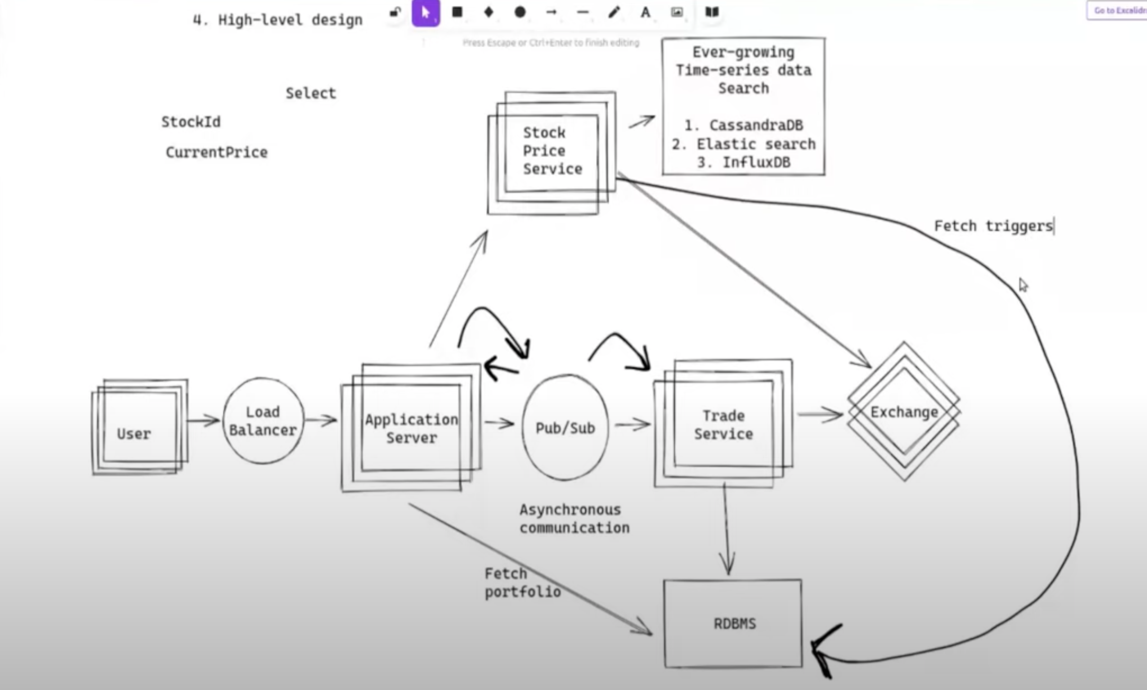 4. High-level design
A
Go to Excalidr
Press Escape or Ctrl+Enter to finish editing
Select
StockId
CurrentPrice
Stock
Price
Service
Ever-growing
Time-series data
Search
1. CassandraDB
2. Elastic search
3. InfluxDB
Fetch triggers
User
Load
Balancer
Application
Server
Pub/Sub
Trade
Service
Exchange
Asynchronous
communication
Fetch
portfolio
RDBMS